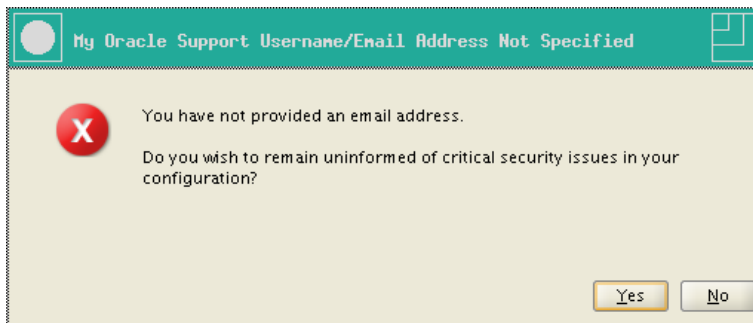 My Oracle Support Username/Email Address Not Specified
You have not provided an email address.
Do you wish to remain uninformed of critical security issues in your
configuration?
Yes
No